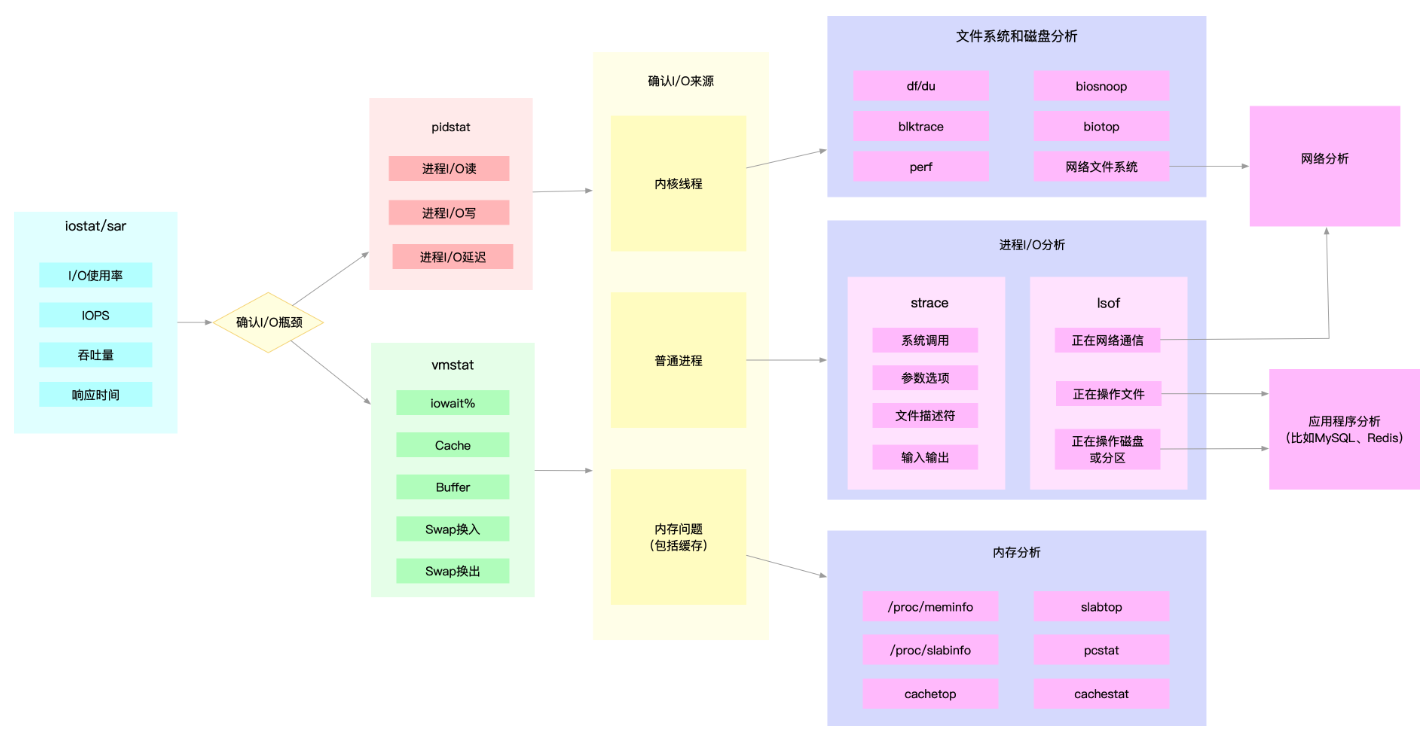 iostat/sar
I/O使用率
IOPS
吞吐量
响应时间
确认I/O瓶颈
pidstat
进程I/O读
进程I/O写
进程I/O延迟
vmstat
iowait%
Cache
Buffer
Swap换入
Swap换出
确认I/O来源
内核线程
普通进程
内存问题
（包括缓存）
文件系统和磁盘分析
df/du
biosnoop
blktrace
biotop
perf
网络文件系统
进程I/O分析
strace
系统调用
参数选项
文件描述符
输入输出
lsof
正在网络通信
正在操作文件
正在操作磁盘
或分区
内存分析
/proc/meminfo
slabtop
/proc/slabinfo
pcstat
cachetop
cachestat
网络分析
应用程序分析
（比如MySQL、Redis）